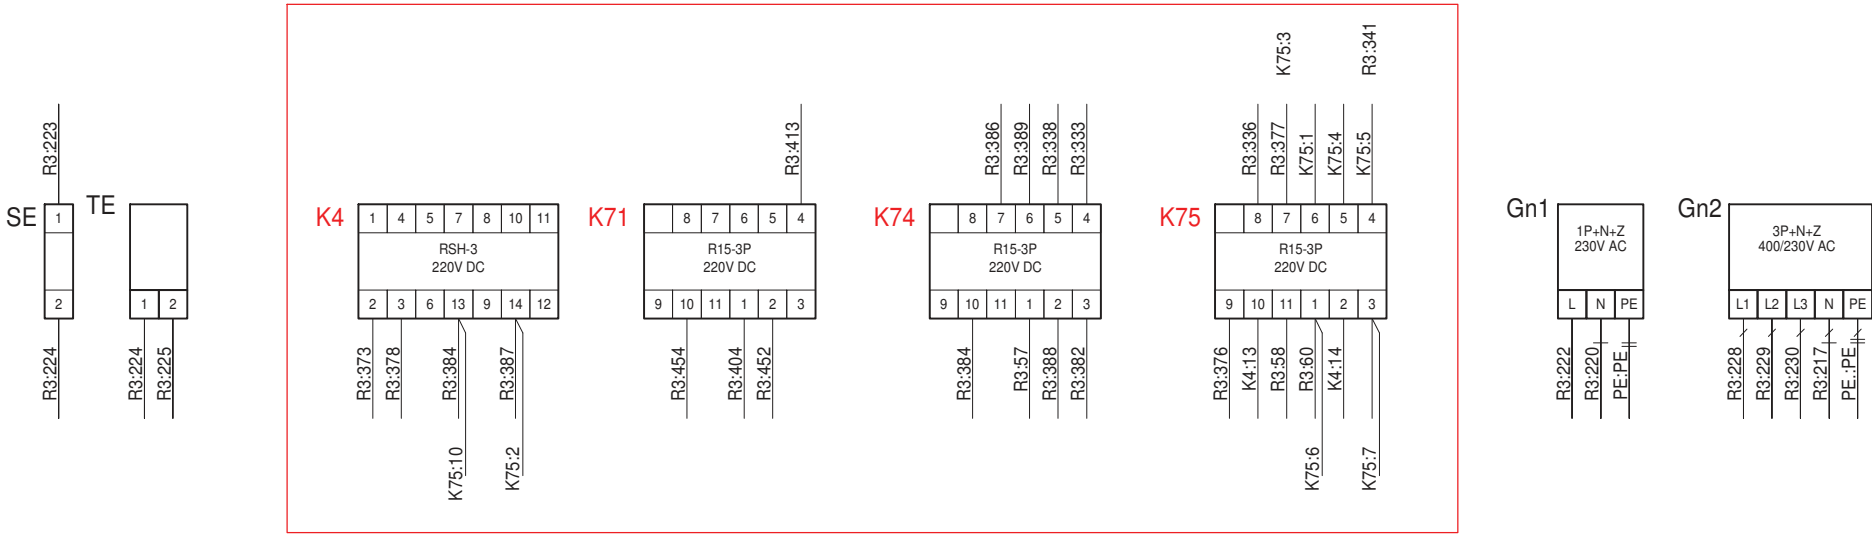 SE
R3:223
1
2
R3:224
TE
1 2
R3:224
R3:225
K4
1 4 5 7 8 10 11
RSH-3
220V DC
2 3 6 13 9 14 12
R3:373
R3:378
R3:384
K75:10
R3:387
K75:2
K71
R3:413
8 7 6 5 4
R15-3P
220V DC
9 10 11 1 2 3
R3:454
R3:404
R3:452
K74
R3:386
R3:389
R3:338
R3:333
8 7 6 5 4
R15-3P
220V DC
9 10 11 1 2 3
R3:384
R3:57
R3:388
R3:382
K75
R3:336
R3:377
K75:3
K75:1
K75:4
K75:5
R3:341
8 7 6 5 4
R15-3P
220V DC
9 10 11 1 2 3
R3:376
K4:13
R3:58
R3:60
K75:6
K4:14
K75:7
Gn1
1P+N+Z
230V AC
L N PE
R3:222
R3:220
PE:PE
Gn2
3P+N+Z
400/230V AC
L1 L2 L3 N PE
R3:228
R3:229
R3:230
R3:217
PE.:PE